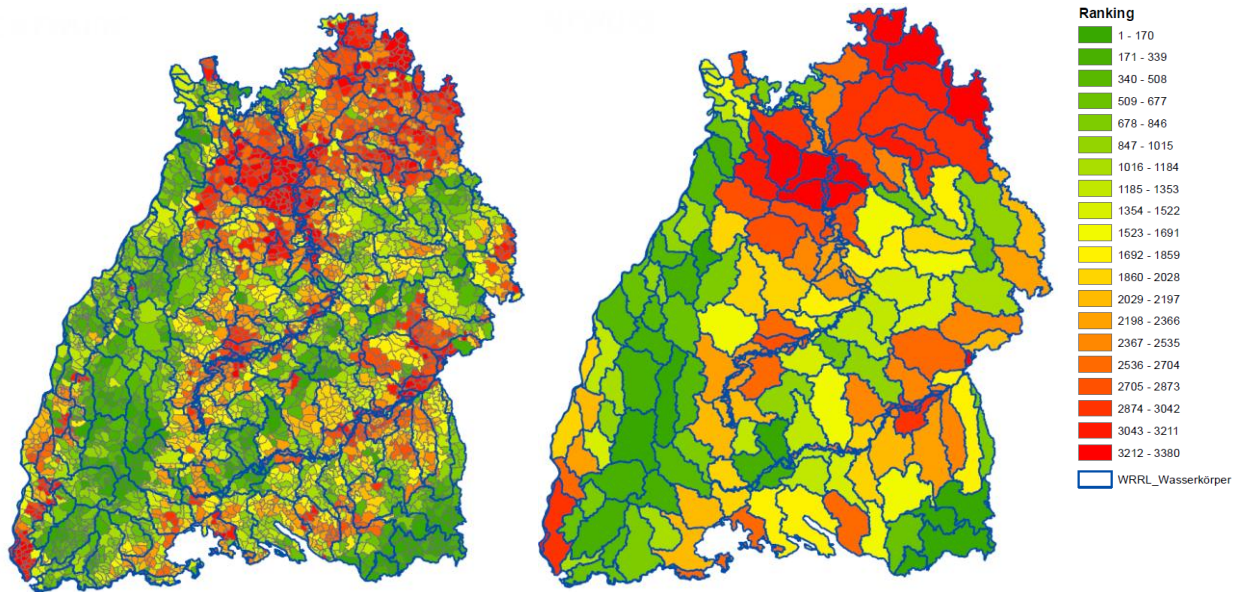 Ranking
1 - 170
171 - 339
340 - 508
509 - 677
678 - 846
847 - 1015
1016 - 1184
1185 - 1353
1354 - 1522
1523 - 1691
1692 - 1859
1860 - 2028
2029 - 2197
2198 - 2366
2367 - 2535
2536 - 2704
2705 - 2873
2874 - 3042
3043 - 3211
3212 - 3380
WRRL_Wasserkörper